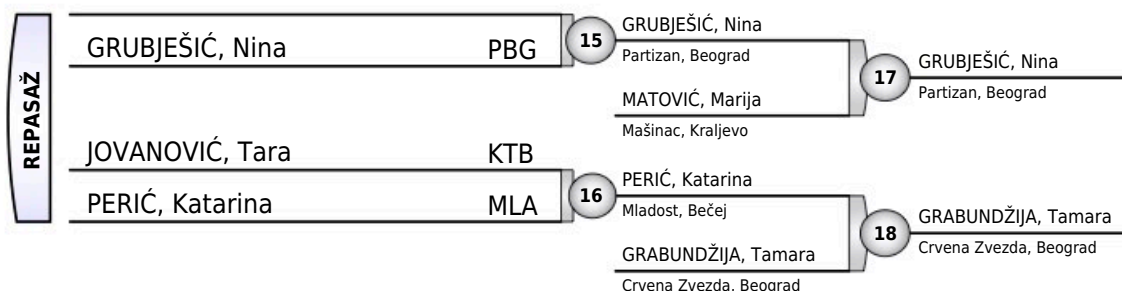 REPASAŽ
GRUBJEŠIĆ, Nina PBG
JOVANOVIĆ, Tara KTB
PERIĆ, Katarina MLA
15
16
GRUBJEŠIĆ, Nina
Partizan, Beograd
MATOVIĆ, Marija
Mašinac, Kraljevo
PERIĆ, Katarina
Mladost, Bečej
GRABUNDŽIJA, Tamara
Crvena Zvezda, Beograd
17
18
GRUBJEŠIĆ, Nina
Partizan, Beograd
GRABUNDŽIJA, Tamara
Crvena Zvezda, Beograd